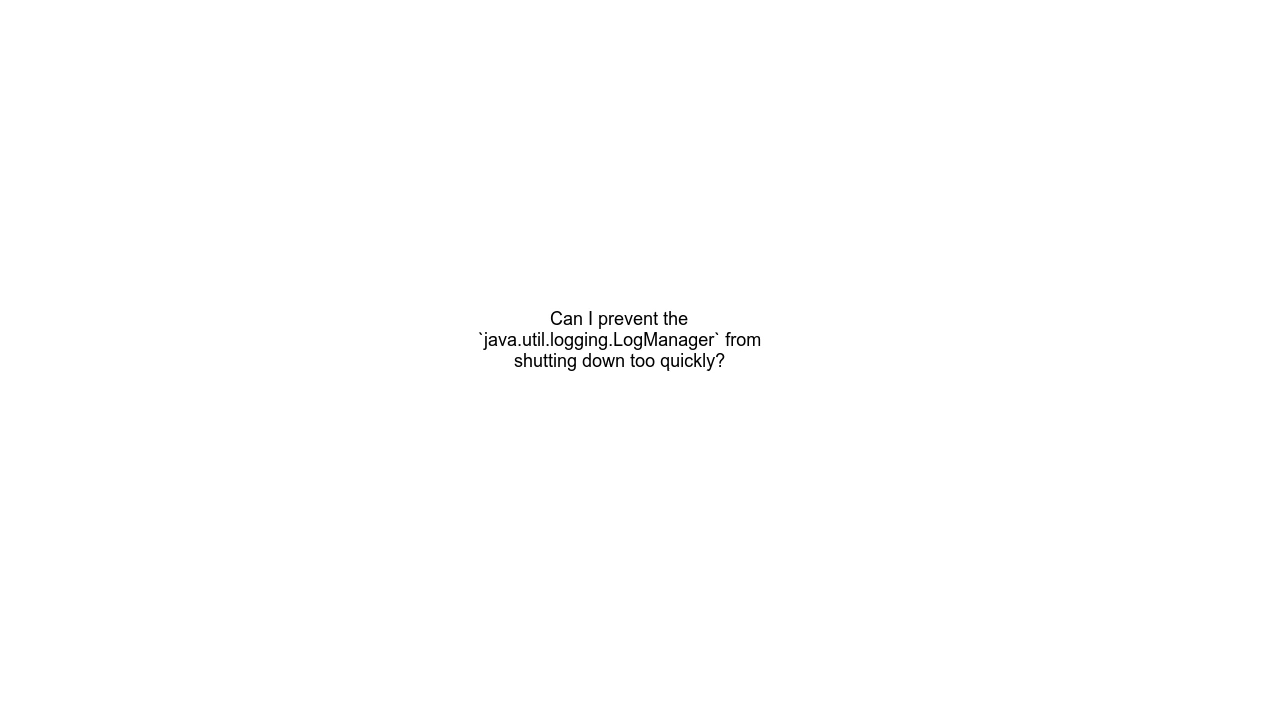 Can I prevent the
`java.util.logging.LogManager` from
shutting down too quickly?